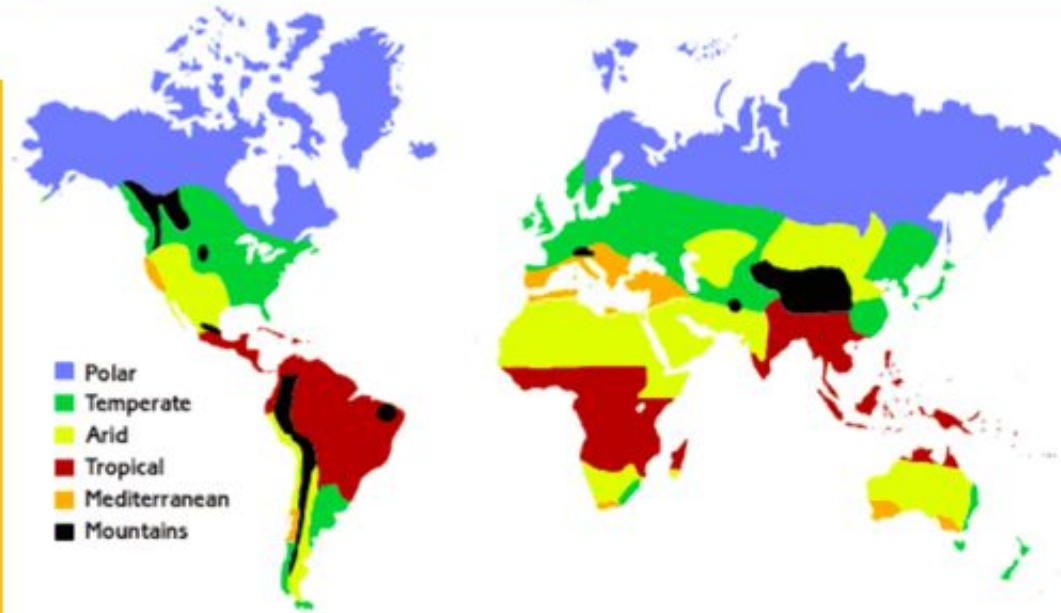 Polar
Temperate
Arid
Tropical
Mediterranean
Mountains